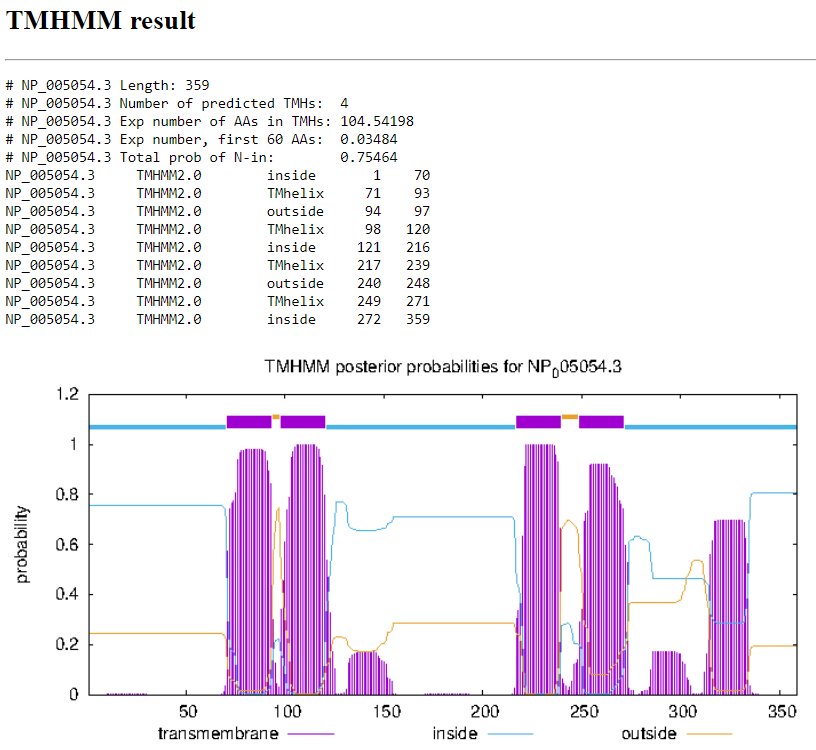 TMHMM result
# NP_005054.3 Length: 359
# NP_005054.3 Number of predicted TMHs:  4
# NP_005054.3 Exp number of AAs in TMHs: 104.54198
# NP_005054.3 Exp number, first 60 AAs:  0.03484
# NP_005054.3 Total prob of N-in:        0.75464
NP_005054.3     TMHMM2.0        inside       1    70
NP_005054.3     TMHMM2.0        TMhelix     71    93
NP_005054.3     TMHMM2.0        outside     94    97
NP_005054.3     TMHMM2.0        TMhelix     98   120
NP_005054.3     TMHMM2.0        inside     121   216
NP_005054.3     TMHMM2.0        TMhelix    217   239
NP_005054.3     TMHMM2.0        outside    240   248
NP_005054.3     TMHMM2.0        TMhelix    249   271
NP_005054.3     TMHMM2.0        inside     272   359
TMHMM posterior probabilities for NP₀05054.3
1.2
1
0.8
0.6
0.4
0.2
0
probability
50 100 150 200 250 300 350
transmembrane inside outside